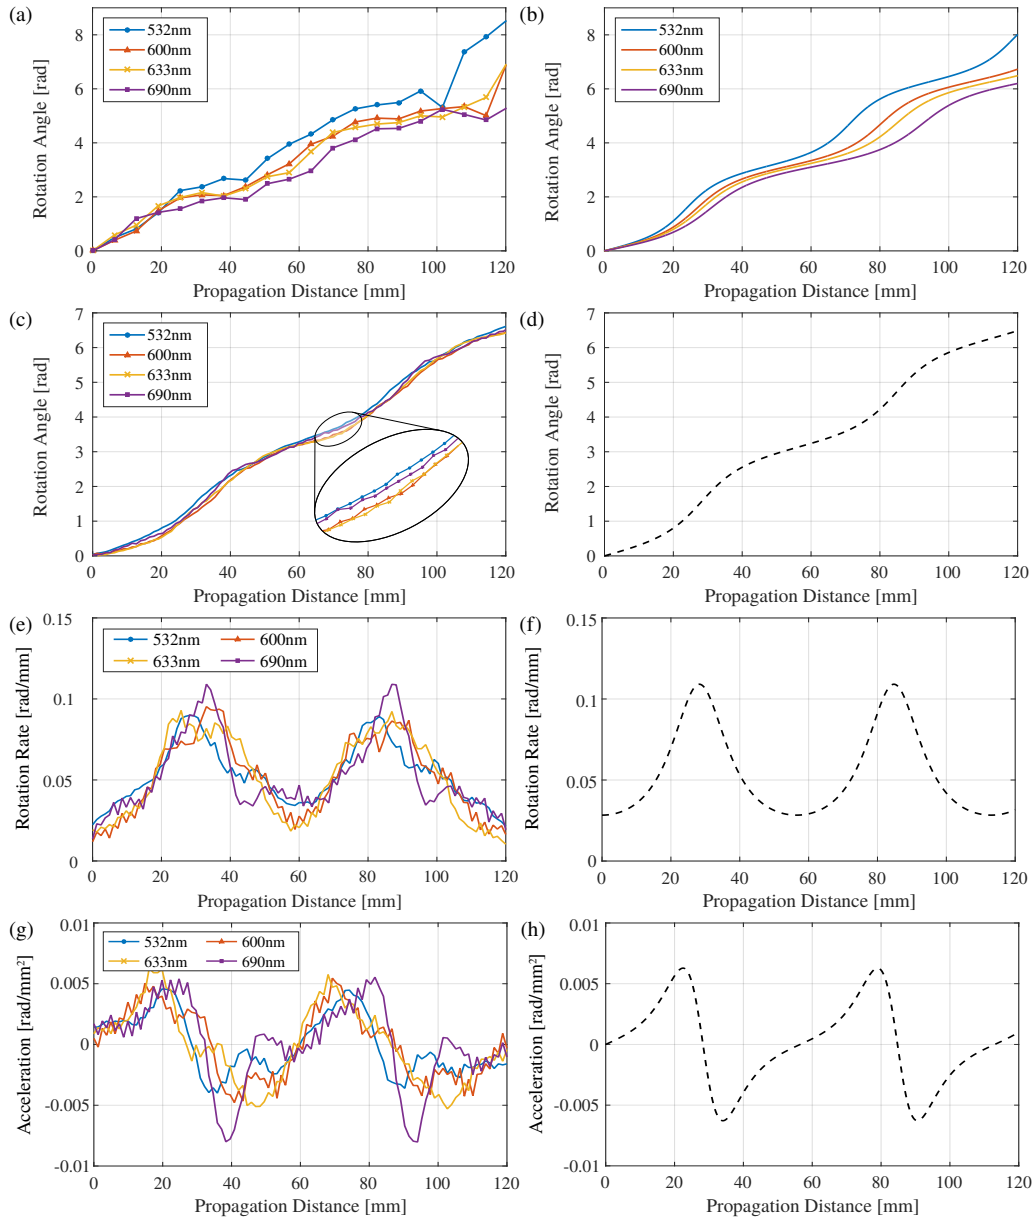 (a)
8
6
4
2
0
Rotation Angle [rad]
532nm
600nm
633nm
690nm
0 20 40 60 80 100 120
Propagation Distance [mm]
(b)
8
6
4
2
0
Rotation Angle [rad]
532nm
600nm
633nm
690nm
0 20 40 60 80 100 120
Propagation Distance [mm]
(c)
7
6
5
4
3
2
1
0
Rotation Angle [rad]
532nm
600nm
633nm
690nm
0 20 40 60 80 100 120
Propagation Distance [mm]
(d)
7
6
5
4
3
2
1
0
Rotation Angle [rad]
0 20 40 60 80 100 120
Propagation Distance [mm]
(e)
0.15
0.1
0.05
0
Rotation Rate [rad/mm]
532nm 600nm
633nm 690nm
0 20 40 60 80 100 120
Propagation Distance [mm]
(f)
0.15
0.1
0.05
0
Rotation Rate [rad/mm]
0 20 40 60 80 100 120
Propagation Distance [mm]
(g)
0.01
0.005
0
-0.005
-0.01
Acceleration [rad/mm²]
532nm 600nm
633nm 690nm
0 20 40 60 80 100 120
Propagation Distance [mm]
(h)
0.01
0.005
0
-0.005
-0.01
Acceleration [rad/mm²]
0 20 40 60 80 100 120
Propagation Distance [mm]